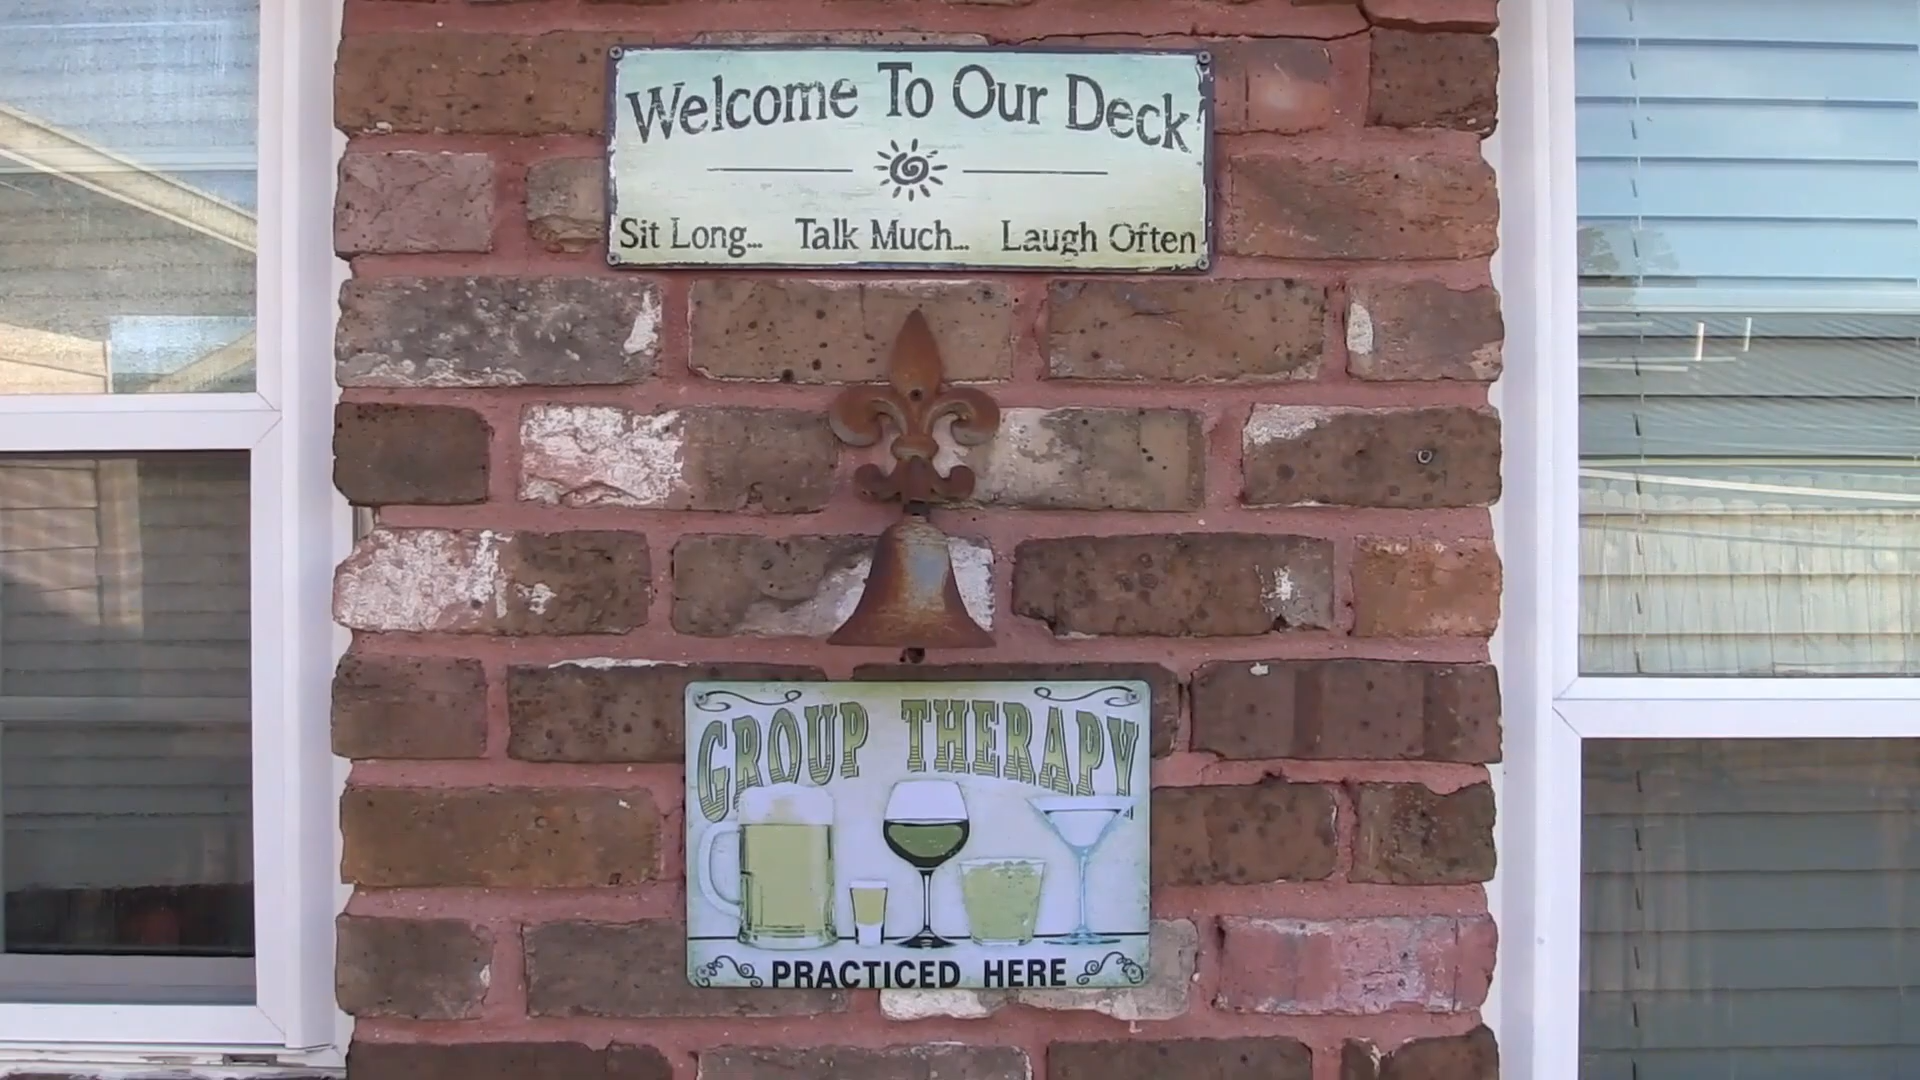 Welcome To Our Deck
Sit Long... Talk Much... Laugh Often
GROUP THERAPY
PRACTICED HERE